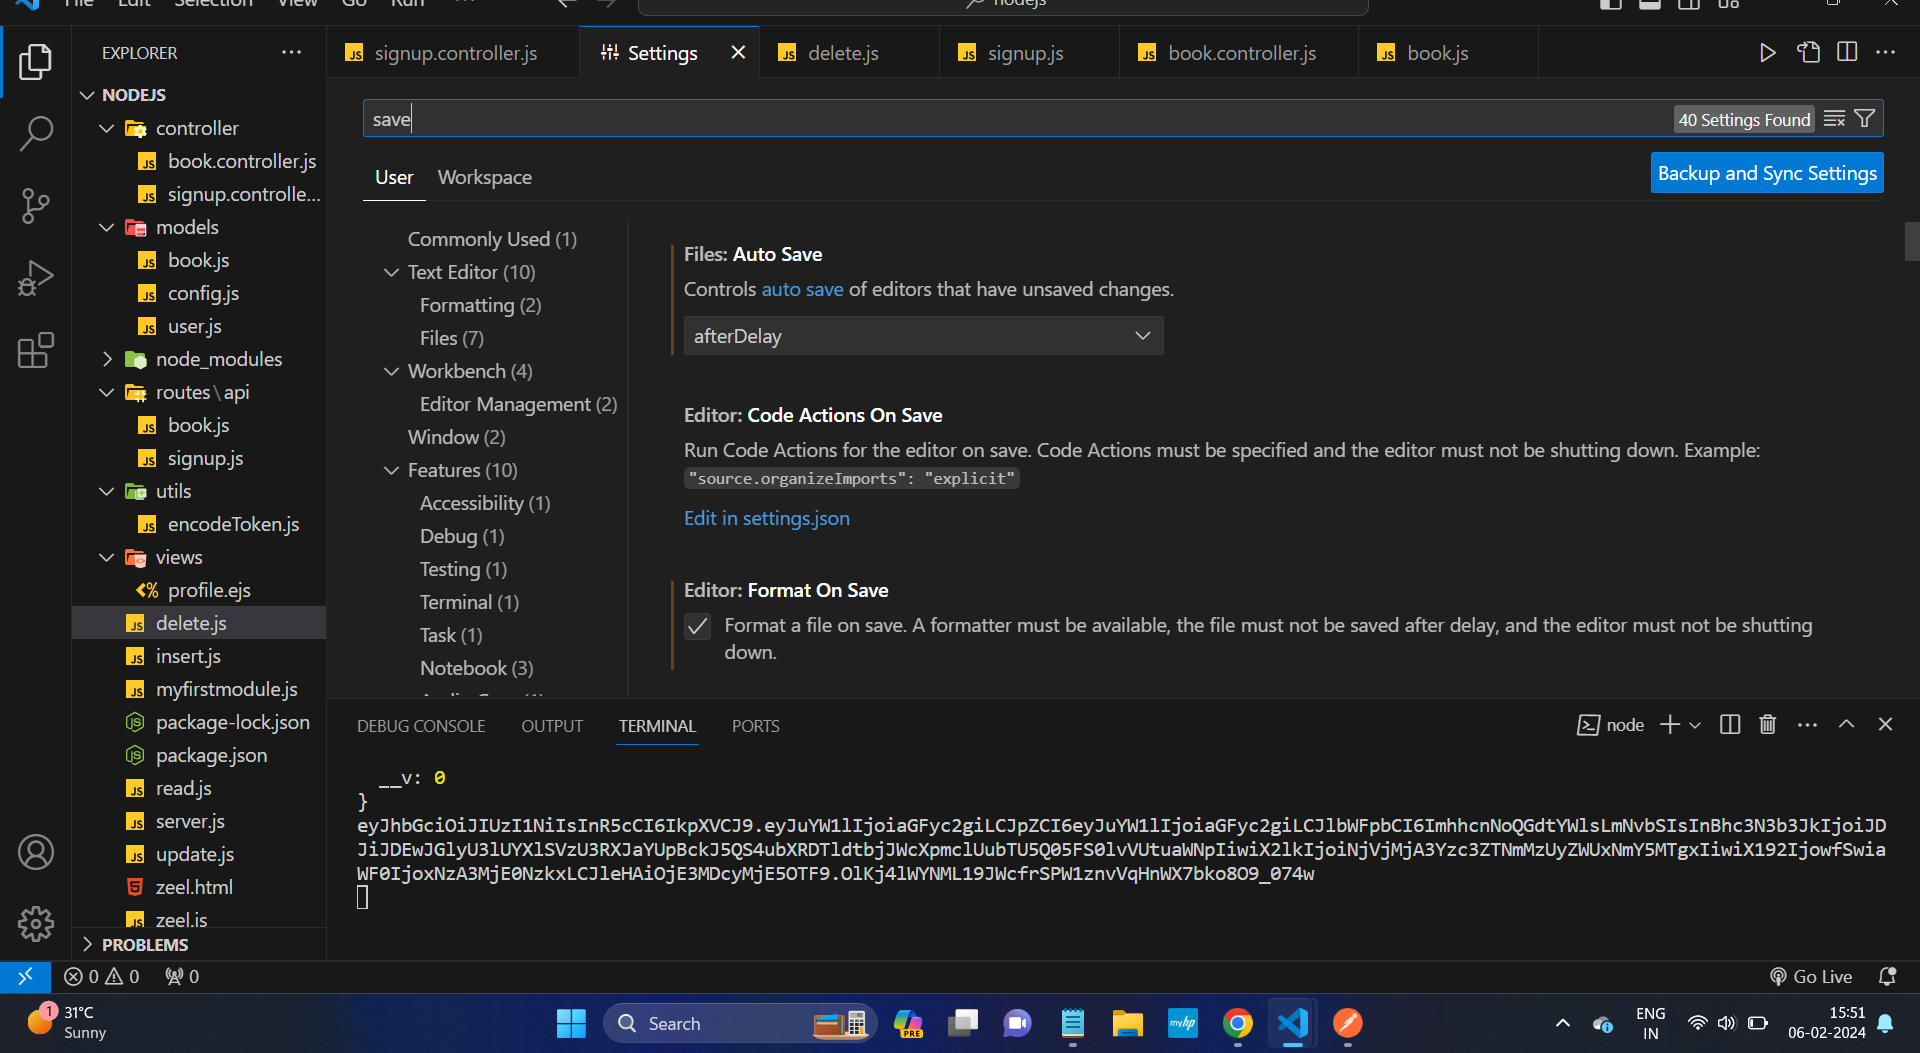 File Edit Selection View Go Run ...
nodejs
EXPLORER
signup.controller.js
Settings
delete.js
signup.js
book.controller.js
book.js
NODEJS
controller
book.controller.js
signup.controlle...
models
book.js
config.js
user.js
node_modules
routes\api
book.js
signup.js
utils
encodeToken.js
views
profile.ejs
delete.js
insert.js
myfirstmodule.js
package-lock.json
package.json
read.js
server.js
update.js
zeel.html
zeel.js
PROBLEMS
save
40 Settings Found
User
Workspace
Backup and Sync Settings
Commonly Used (1)
Text Editor (10)
Formatting (2)
Files (7)
Workbench (4)
Editor Management (2)
Window (2)
Features (10)
Accessibility (1)
Debug (1)
Testing (1)
Terminal (1)
Task (1)
Notebook (3)
Files: Auto Save
Controls auto save of editors that have unsaved changes.
afterDelay
Editor: Code Actions On Save
Run Code Actions for the editor on save. Code Actions must be specified and the editor must not be shutting down. Example:
"source.organizeImports": "explicit"
Edit in settings.json
Editor: Format On Save
Format a file on save. A formatter must be available, the file must not be saved after delay, and the editor must not be shutting
down.
DEBUG CONSOLE
OUTPUT
TERMINAL
PORTS
node
__v: 0
}
eyJhbGciOiJIUzI1NiIsInR5cCI6IkpXVCJ9.eyJuYW1lIjoiaGFyc2giLCJpZCI6eyJuYW1lIjoiaGFyc2giLCJlbWFpbCI6ImhhcnNoQGdtYWlsLmNvbSIsInBhc3N3b3JkIjoiJD
JiJDEwJGlyU3lUYXlSVzU3RXJaYUpBckJ5QS4ubXRDTldtbjJWcXpmclUubTU5Q05FS0lvVUtuaWNpIiwiX2lkIjoiNjVjMjA3Yzc3ZTNmMzUyZWUxNmY5MTgxIiwiX192IjowfSwia
WF0IjoxNzA3MjE0NzkxLCJleHAiOjE3MDcyMjE5OTF9.OlKj4lWYNML19JWcfrSPW1znvVqHnWX7bko8O9_074w
0 0
0
Go Live
1
31°C
Sunny
Search
PRE
myhp
ENG
IN
15:51
06-02-2024